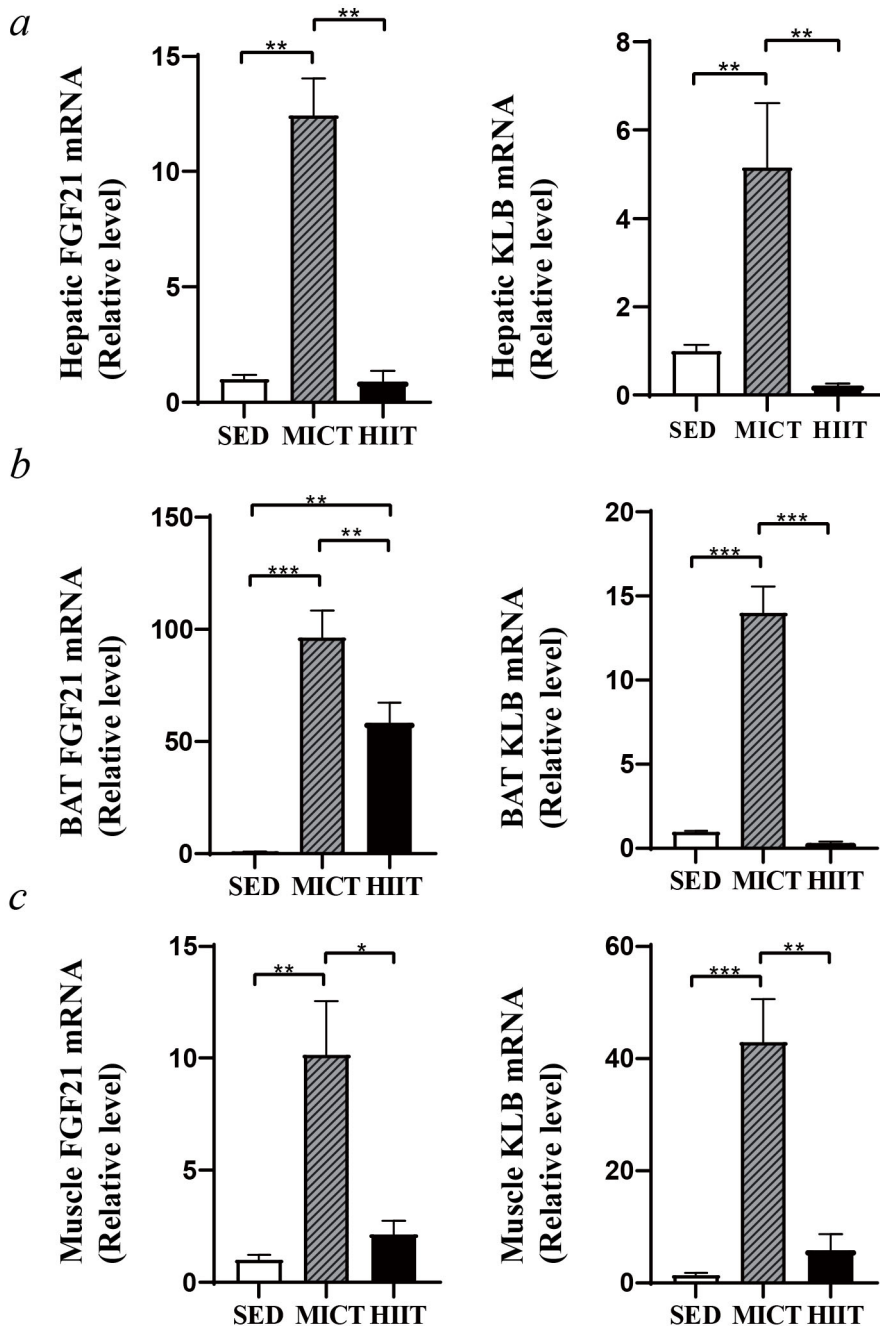 a
Hepatic FGF21 mRNA
(Relative level)
15
10
5
0
**
**
SED MICT HIIT
Hepatic KLB mRNA
(Relative level)
8
6
4
2
0
**
**
SED MICT HIIT
b
BAT FGF21 mRNA
(Relative level)
150
100
50
0
**
**
***
SED MICT HIIT
BAT KLB mRNA
(Relative level)
20
15
10
5
0
***
***
SED MICT HIIT
c
Muscle FGF21 mRNA
(Relative level)
15
10
5
0
**
*
SED MICT HIIT
Muscle KLB mRNA
(Relative level)
60
40
20
0
***
**
SED MICT HIIT